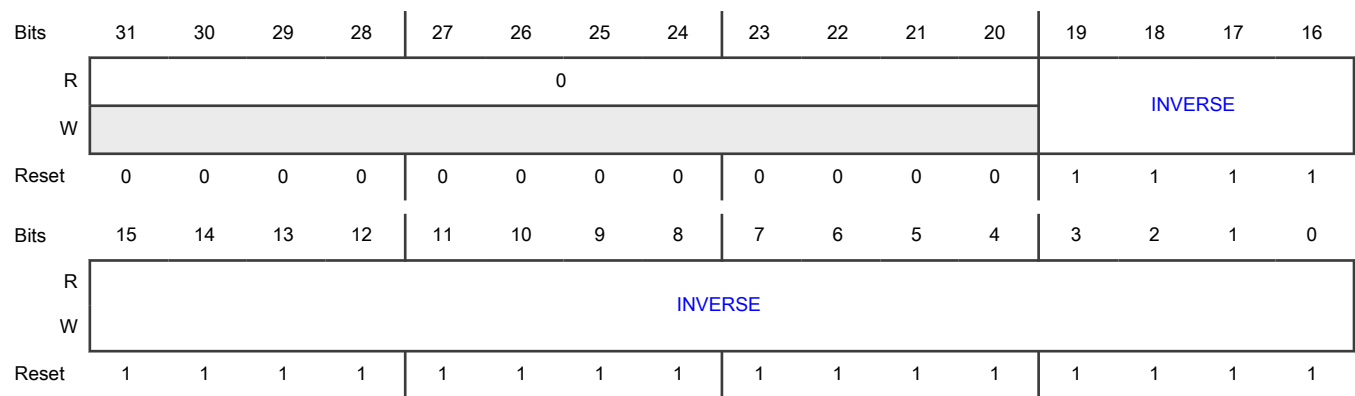 Bits 31 30 29 28 27 26 25 24 23 22 21 20 19 18 17 16
R 0
INVERSE
W
Reset 0 0 0 0 0 0 0 0 0 0 0 0 1 1 1 1
Bits 15 14 13 12 11 10 9 8 7 6 5 4 3 2 1 0
R
INVERSE
W
Reset 1 1 1 1 1 1 1 1 1 1 1 1 1 1 1 1